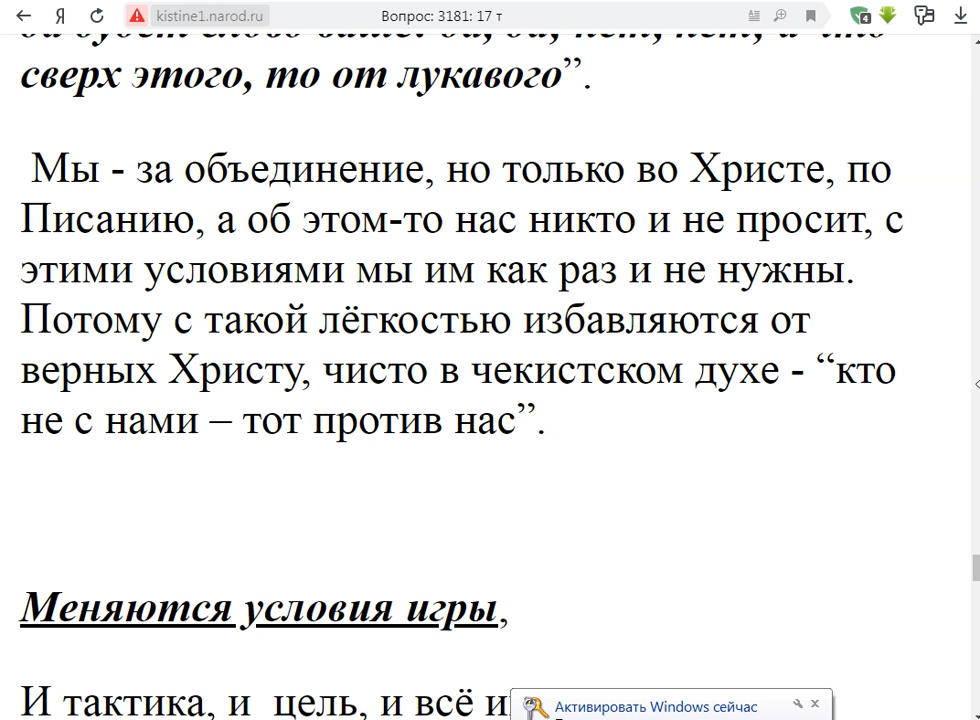 Я kistine1.narod.ru Вопрос: 3181: 17 т 4
сверх этого, то от лукавого”.
Мы - за объединение, но только во Христе, по
Писанию, а об этом-то нас никто и не просит, с
этими условиями мы им как раз и не нужны.
Потому с такой лёгкостью избавляются от
верных Христу, чисто в чекистском духе - “кто
не с нами – тот против нас”.
Меняются условия игры,
И тактика, и цель, и всё
Активировать Windows сейчас